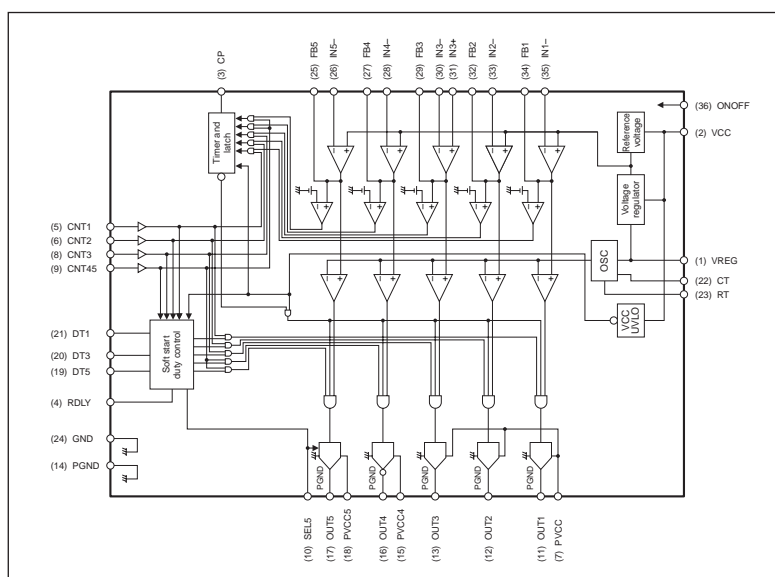 (3) CP
(25) FB5
(26) IN5–
(27) FB4
(28) IN4–
(29) FB3
(30) IN3–
(31) IN3+
(32) FB2
(33) IN2–
(34) FB1
(35) IN1–
(36) ONOFF
(2) VCC
Reference
voltage
Voltage
regulator
Timer and
latch
– +
– +
– +
– +
– +
– +
– +
– +
– +
– +
(5) CNT1
(6) CNT2
(8) CNT3
(9) CNT45
OSC
(1) VREG
(22) CT
(23) RT
– +
– +
– +
– +
– +
VCC
UVLO
(21) DT1
(20) DT3
(19) DT5
Soft start
duty control
(4) RDLY
(24) GND
(14) PGND
PGND
PGND
PGND
PGND
PGND
(10) SEL5
(17) OUT5
(18) PVCC5
(16) OUT4
(15) PVCC4
(13) OUT3
(12) OUT2
(11) OUT1
(7) PVCC